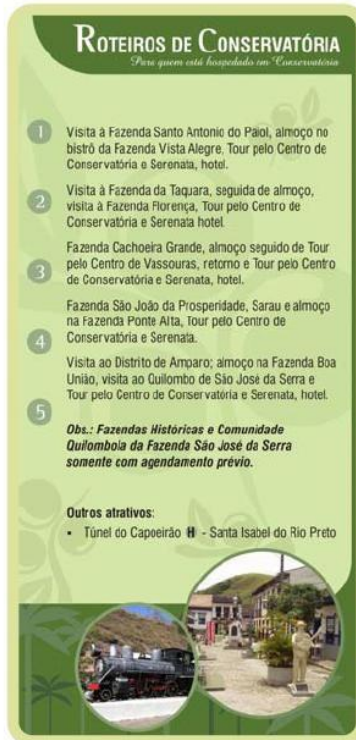 ROTEIROS DE CONSERVATÓRIA
Para quem está hospedado em Conservatória
1
Visita à Fazenda Santo Antonio do Paiol, almoço no
bistrô da Fazenda Vista Alegre, Tour pelo Centro de
Conservatória e Serenata, hotel.
2
Visita à Fazenda da Taquara, seguida de almoço,
visita à Fazenda Florença, Tour pelo Centro de
Conservatória e Serenata hotel.
3
Fazenda Cachoeira Grande, almoço seguido de Tour
pelo Centro de Vassouras, retorno e Tour pelo Centro
de Conservatória e Serenata, hotel.
4
Fazenda São João da Prosperidade, Sarau e almoço
na Fazenda Ponte Alta, Tour pelo Centro de
Conservatória e Serenata.
5
Visita ao Distrito de Amparo; almoço na Fazenda Boa
União, visita ao Quilombo de São José da Serra e
Tour pelo Centro de Conservatória e Serenata, hotel.
Obs.: Fazendas Históricas e Comunidade
Quilombola da Fazenda São José da Serra
somente com agendamento prévio.
Outros atrativos:
▪ Túnel do Capoeirão H - Santa Isabel do Rio Preto